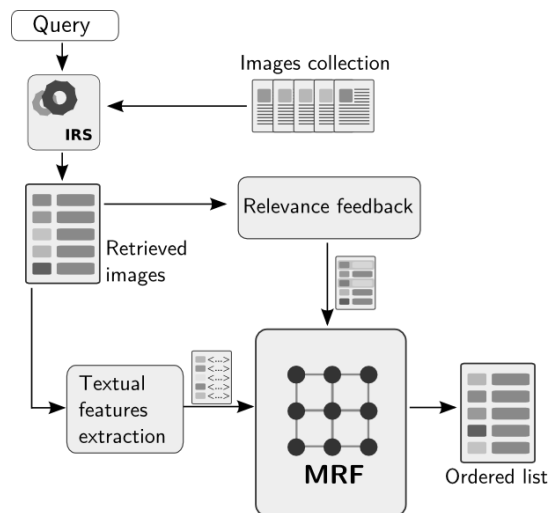 Query
Images collection
IRS
Relevance feedback
Retrieved
images
<...>
<...>
<...>
<...>
<...>
Textual
features
extraction
MRF
Ordered list